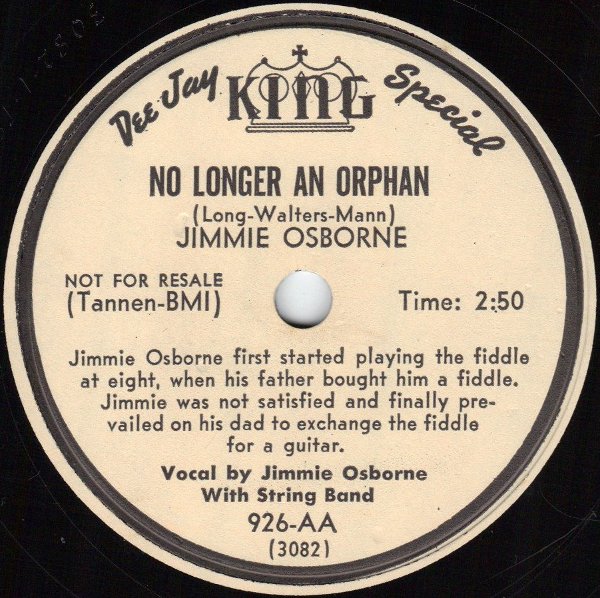 Dee Jay KING Special
NO LONGER AN ORPHAN
(Long-Walters-Mann)
JIMMIE OSBORNE
NOT FOR RESALE
(Tannen-BMI) Time: 2:50
Jimmie Osborne first started playing the fiddle
at eight, when his father bought him a fiddle.
Jimmie was not satisfied and finally pre-
vailed on his dad to exchange the fiddle
for a guitar.
Vocal by Jimmie Osborne
With String Band
926-AA
(3082)